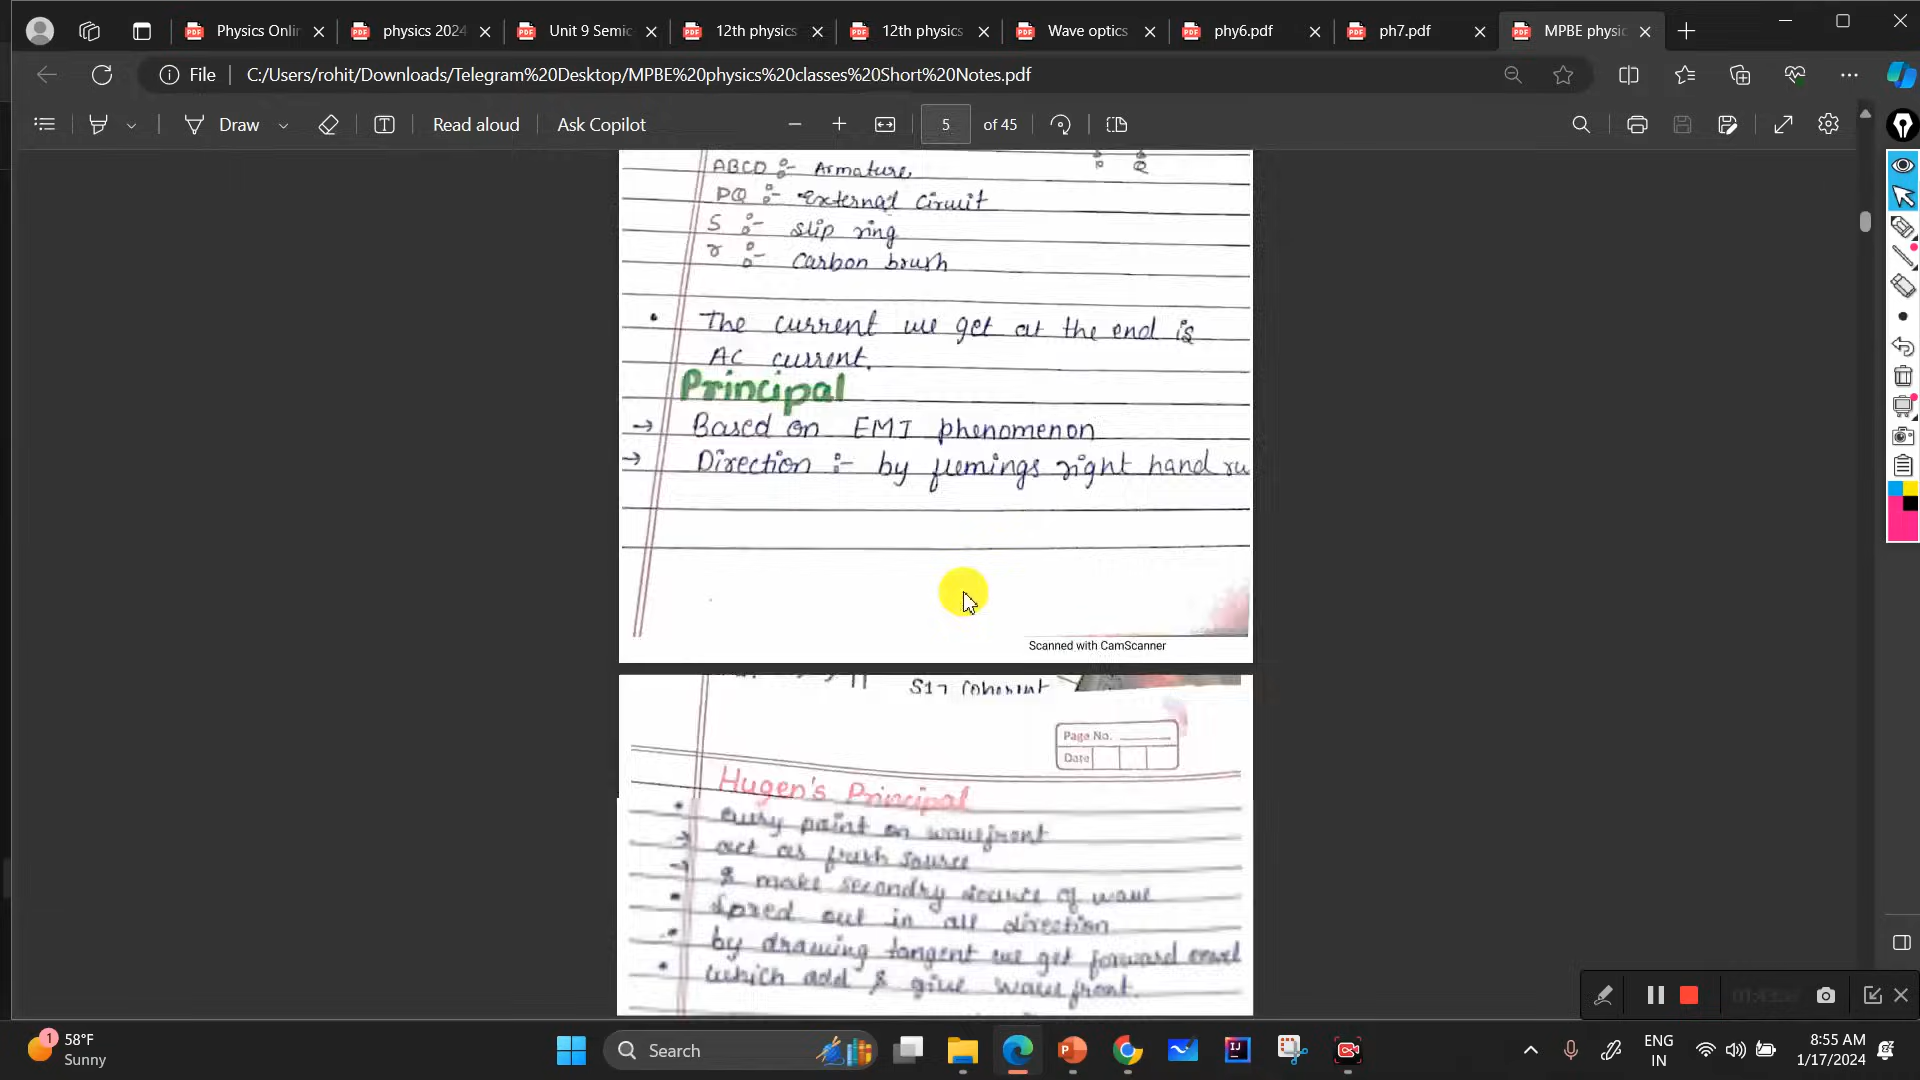 Physics Onlin
physics 2024
Unit 9 Semic
12th physics
12th physics
Wave optics
phy6.pdf
ph7.pdf
MPBE physic
File
C:/Users/rohit/Downloads/Telegram%20Desktop/MPBE%20physics%20classes%20Short%20Notes.pdf
Draw
Read aloud
Ask Copilot
5 of 45
P Q
ABCD :- Armature
PQ :- External Circuit
S :- slip ring
r :- Carbon brush
• The current we get at the end is
AC current.
Principal
→ Based on EMI phenomenon
→ Direction :- by flemings right hand ru
Scanned with CamScanner
Coherent
Page No.
Date
Hugen's Principal
• every point on wavefront
→ act as fresh source
→ & make secondry source of wave
• Spred out in all direction
• by drawing tangent we get forward envel
• which add & give wavefront.
1
58°F
Sunny
Search
ENG
IN
8:55 AM
1/17/2024